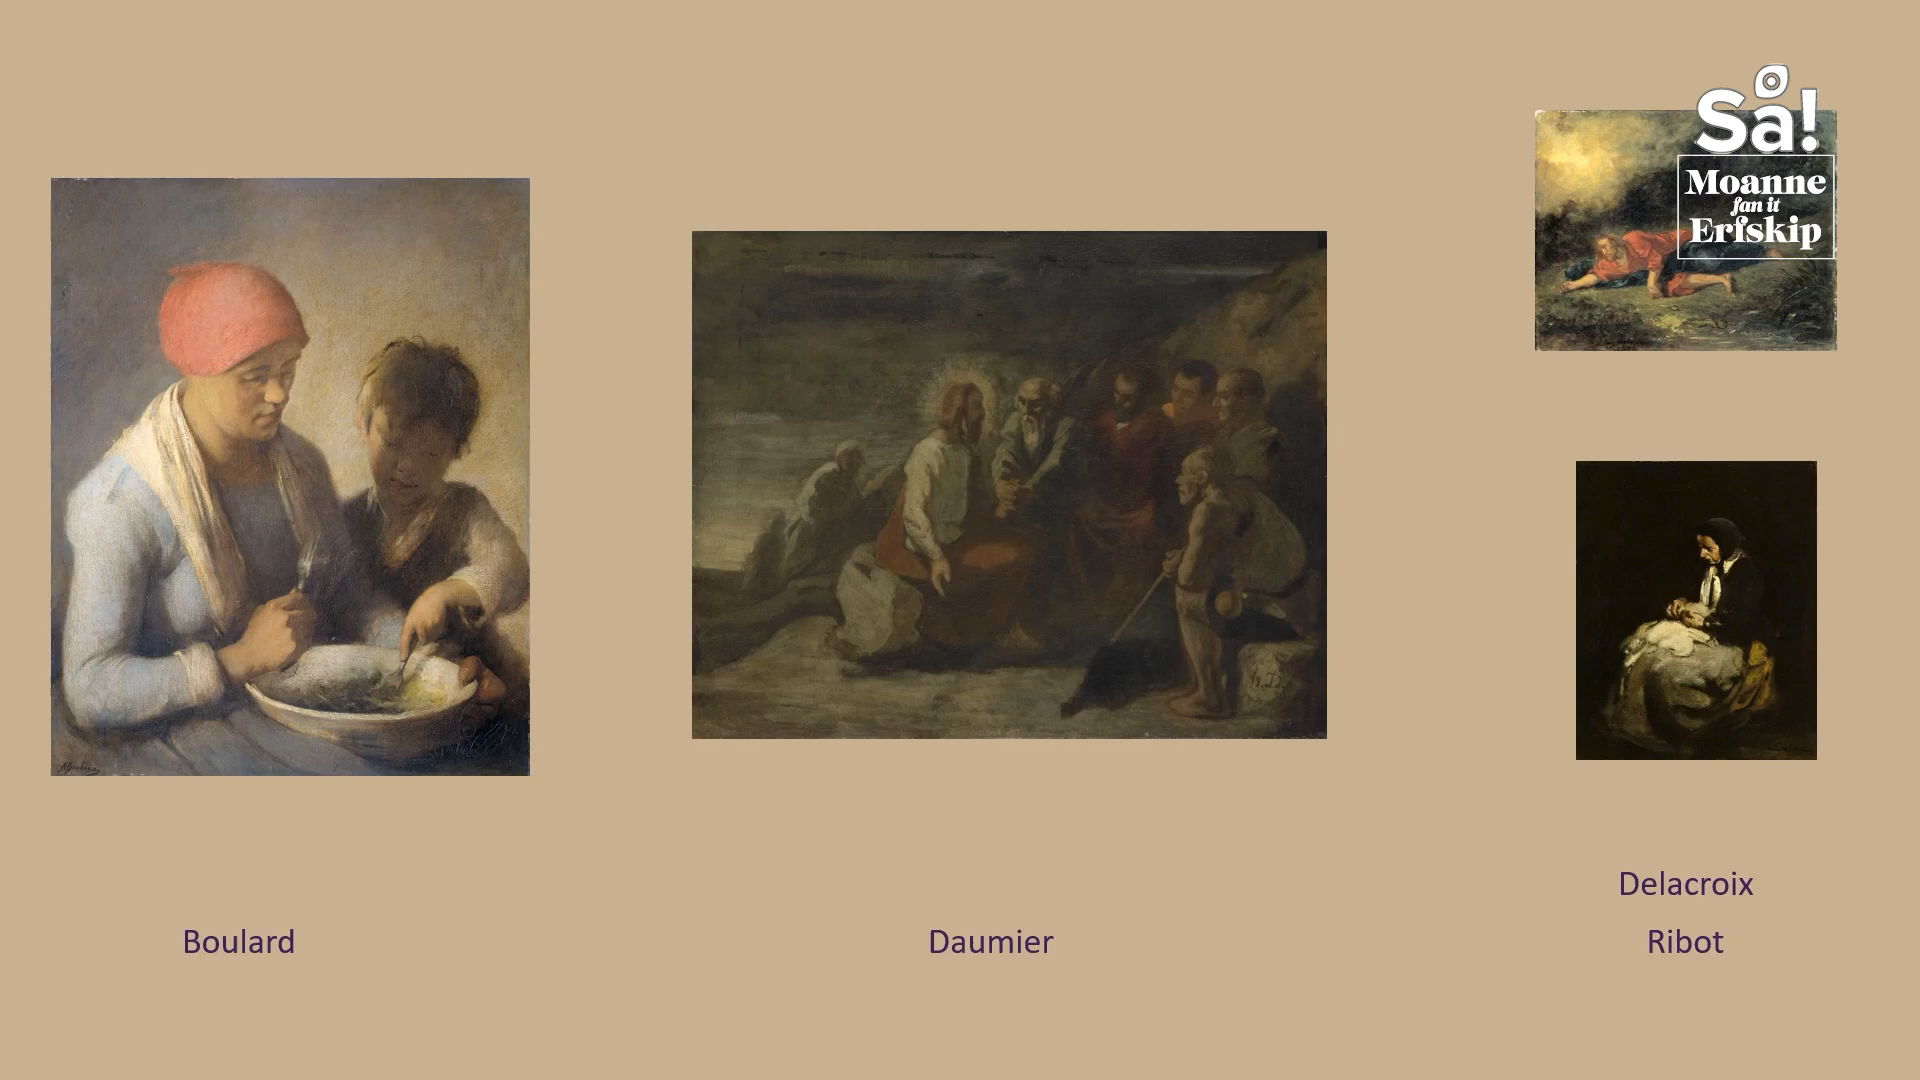 Så!
Moanne
fan it
Erfskip
H.D.
Delacroix
Boulard
Daumier
Ribot